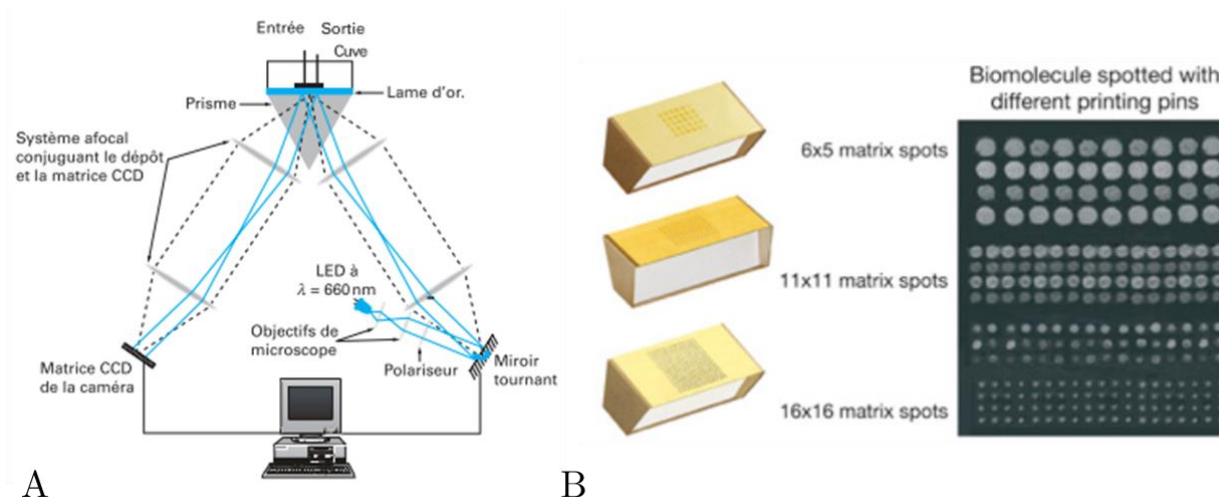 Entrée Sortie
Cuve
Lame d'or.
Prisme
Système afocal
conjuguant le dépôt
et la matrice CCD
LED à
λ = 660 nm
Objectifs de
microscope
Polariseur
Miroir
tournant
Matrice CCD
de la caméra
A
Biomolecule spotted with
different printing pins
6x5 matrix spots
11x11 matrix spots
16x16 matrix spots
B